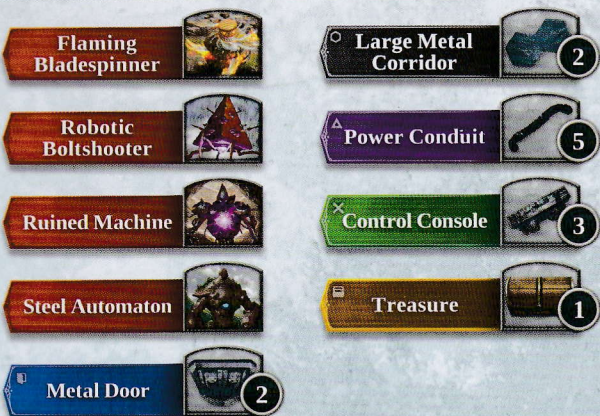 Flaming
Bladespinner
Robotic
Boltshooter
Ruined Machine
Steel Automaton
Metal Door
2
Large Metal
Corridor
2
Power Conduit
5
Control Console
3
Treasure
1